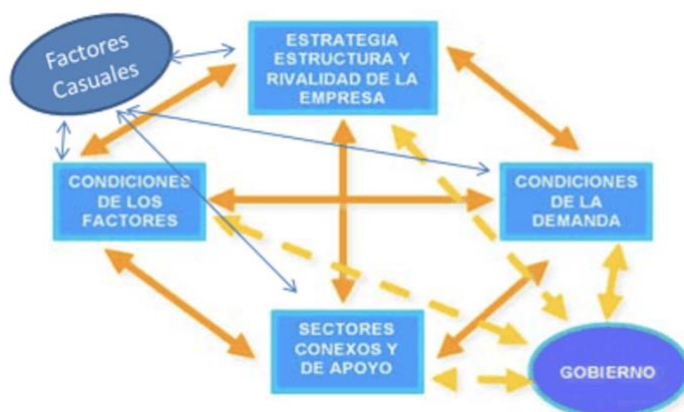 Factores
Casuales
ESTRATEGIA
ESTRUCTURA Y
RIVALIDAD DE LA
EMPRESA
CONDICIONES
DE LOS
FACTORES
CONDICIONES
DE LA
DEMANDA
SECTORES
CONEXOS Y
DE APOYO
GOBIERNO